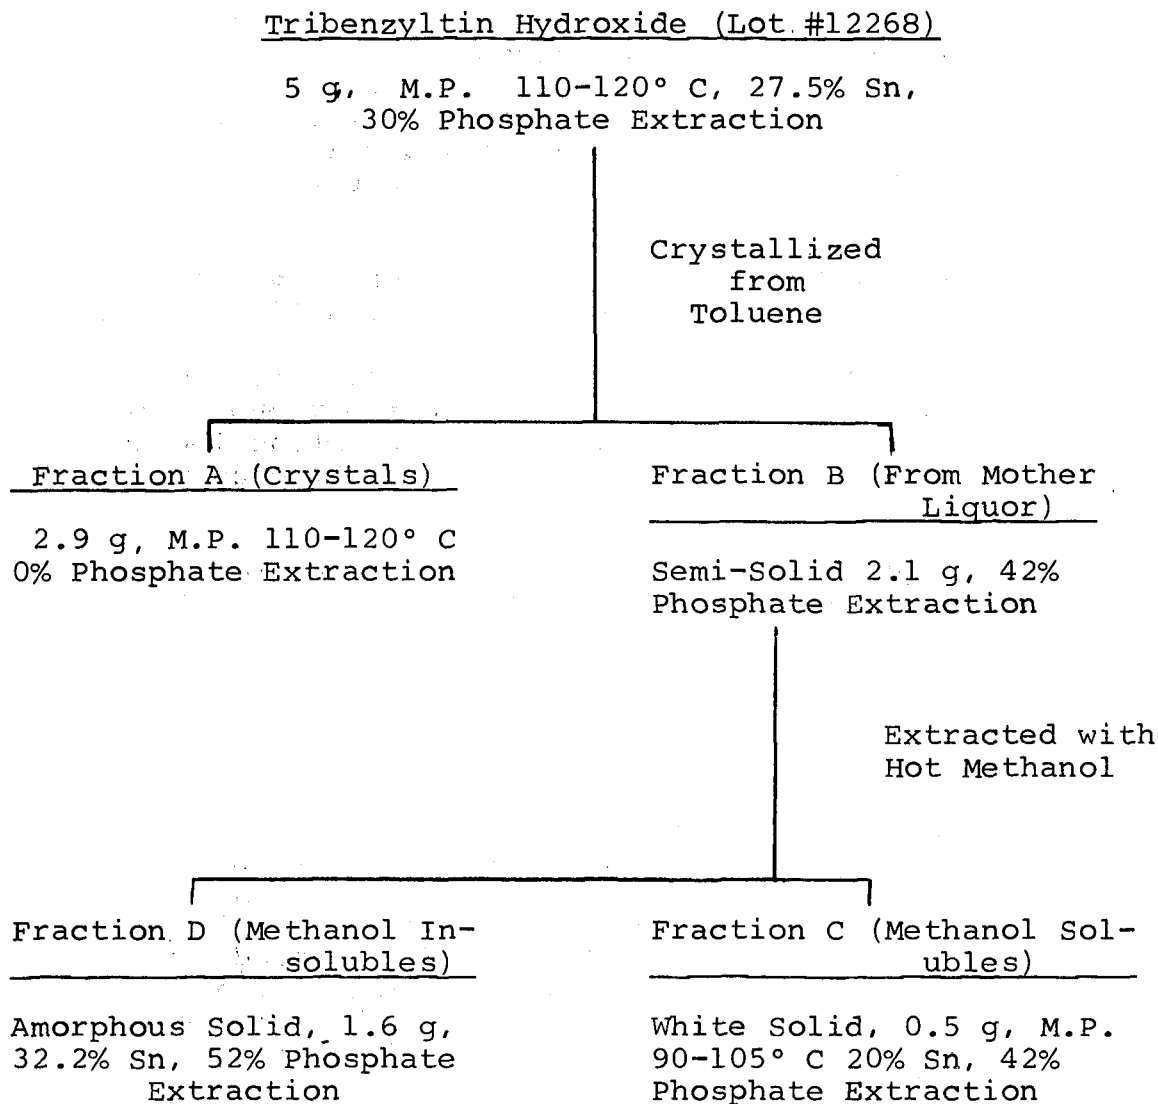 Tribenzyltin Hydroxide (Lot #12268)
5 g, M.P. 110-120° C, 27.5% Sn,
30% Phosphate Extraction
Crystallized
from
Toluene
Fraction A (Crystals)
2.9 g, M.P. 110-120° C
0% Phosphate Extraction
Fraction B (From Mother
Liquor)
Semi-Solid 2.1 g, 42%
Phosphate Extraction
Extracted with
Hot Methanol
Fraction D (Methanol In-
solubles)
Amorphous Solid, 1.6 g,
32.2% Sn, 52% Phosphate
Extraction
Fraction C (Methanol Sol-
ubles)
White Solid, 0.5 g, M.P.
90-105° C 20% Sn, 42%
Phosphate Extraction